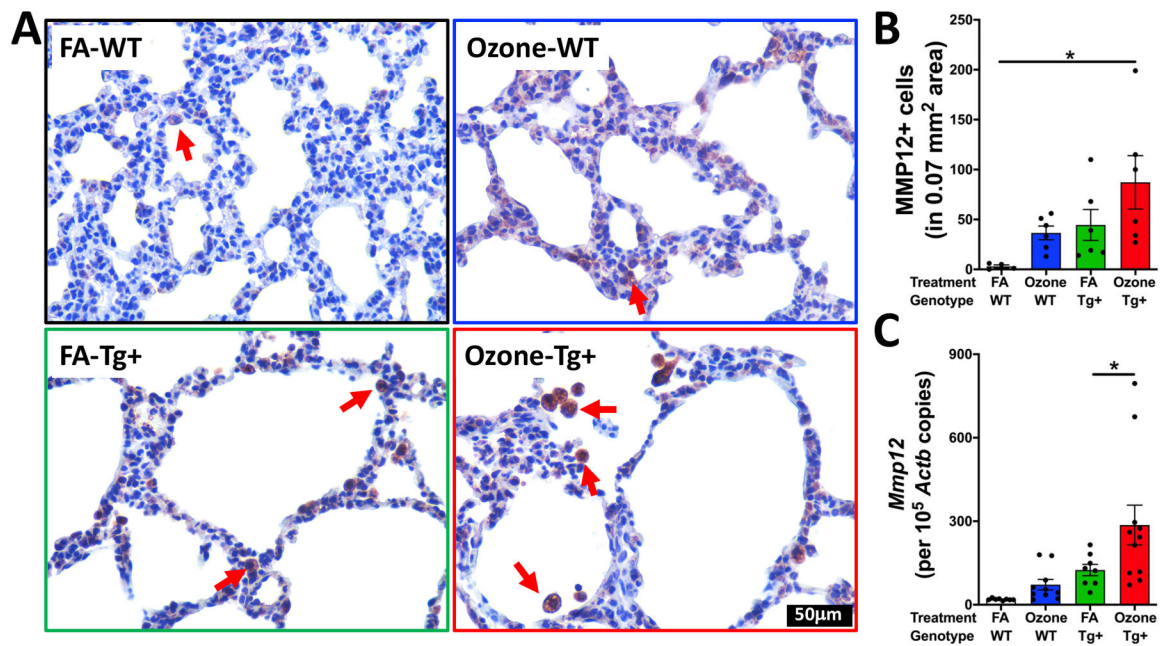 A
FA-WT
Ozone-WT
FA-Tg+
Ozone-Tg+
50μm
B
MMP12+ cells
(in 0.07 mm² area)
250
200
150
100
50
0
*
Treatment FA Ozone FA Ozone
Genotype WT WT Tg+ Tg+
C
Mmp12
(per 10⁵ Actb copies)
900
600
300
0
*
Treatment FA Ozone FA Ozone
Genotype WT WT Tg+ Tg+